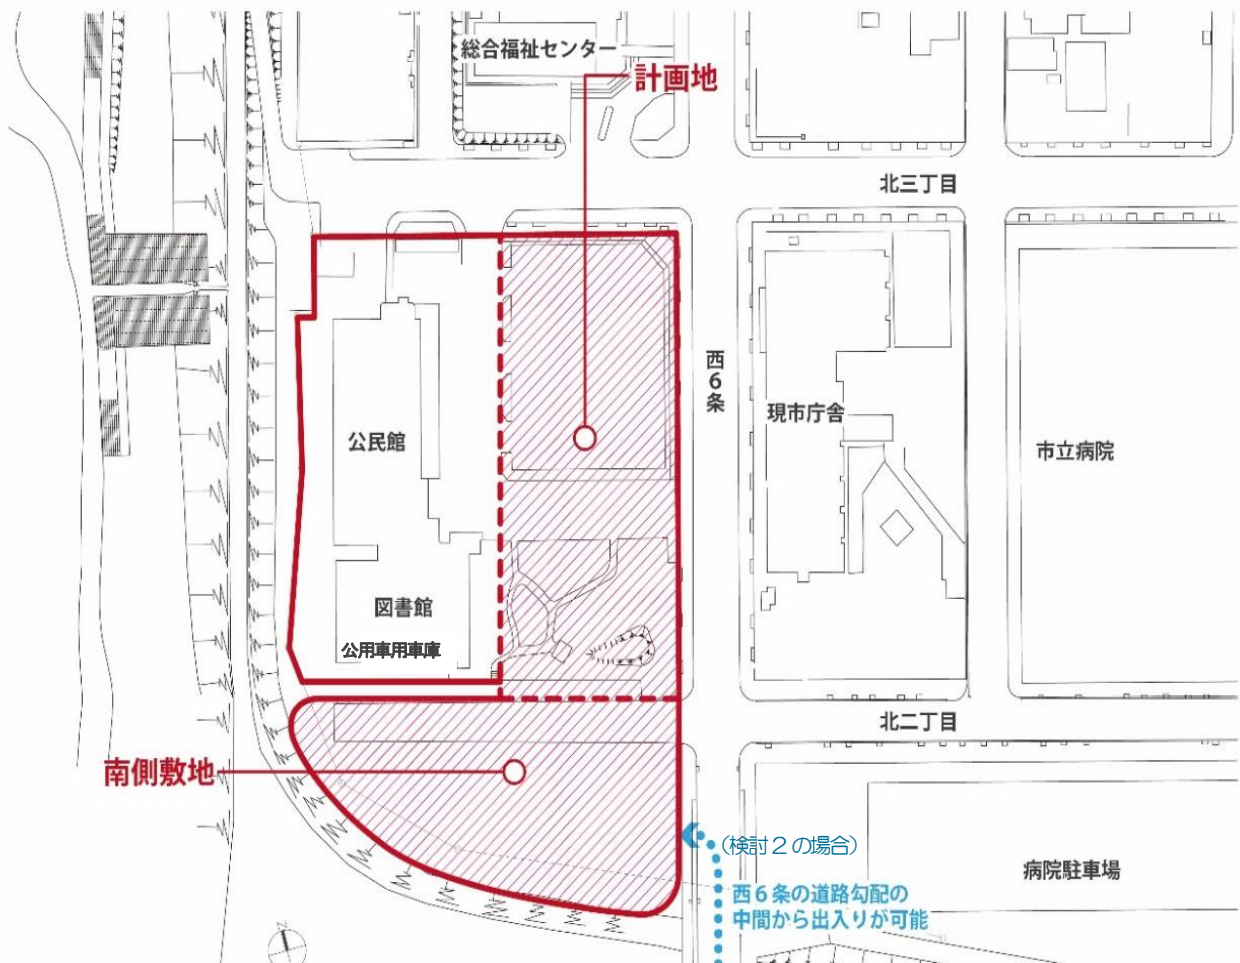 総合福祉センター
計画地
北三丁目
西6条
現市庁舎
公民館
市立病院
図書館
公用車用車庫
北二丁目
南側敷地
（検討２の場合）
西６条の道路勾配の
中間から出入りが可能
病院駐車場